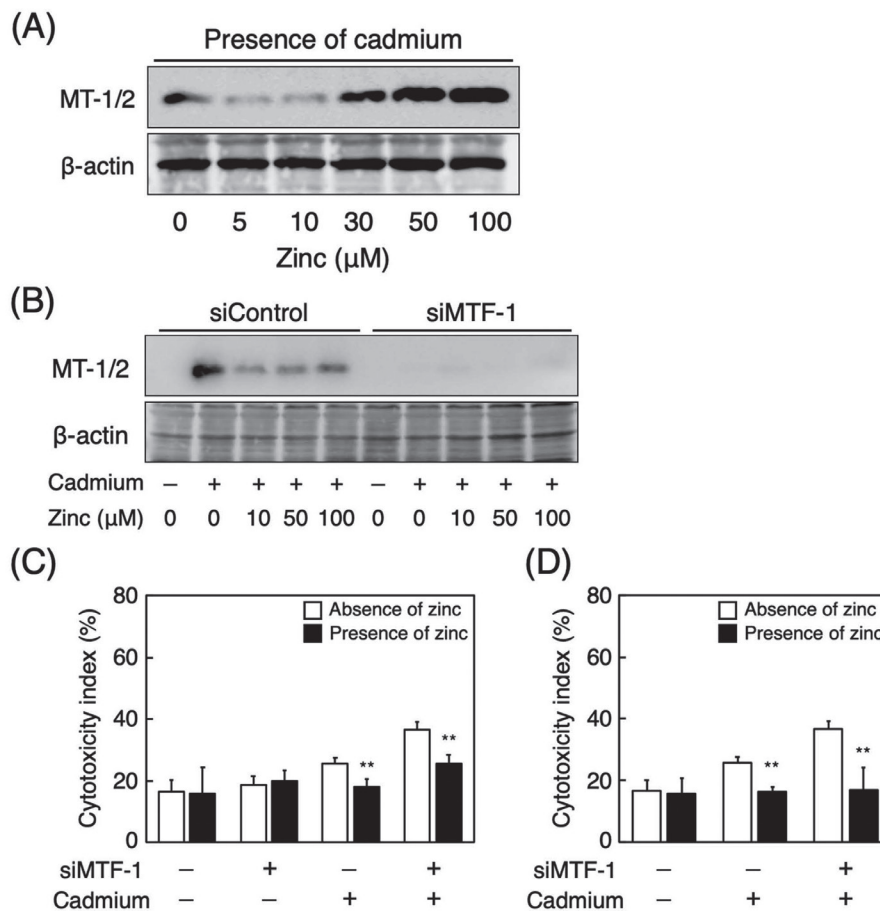 (A)
Presence of cadmium
MT-1/2
β-actin
0 5 10 30 50 100
Zinc (μM)
(B)
siControl siMTF-1
MT-1/2
β-actin
Cadmium – + + + + – + + + +
Zinc (μM) 0 0 10 50 100 0 0 10 50 100
(C)
Cytotoxicity index (%)
80
60
40
20
0
Absence of zinc
Presence of zinc
**
**
siMTF-1 – + – +
Cadmium – – + +
(D)
Cytotoxicity index (%)
80
60
40
20
0
Absence of zinc
Presence of zinc
**
**
siMTF-1 – – +
Cadmium – + +